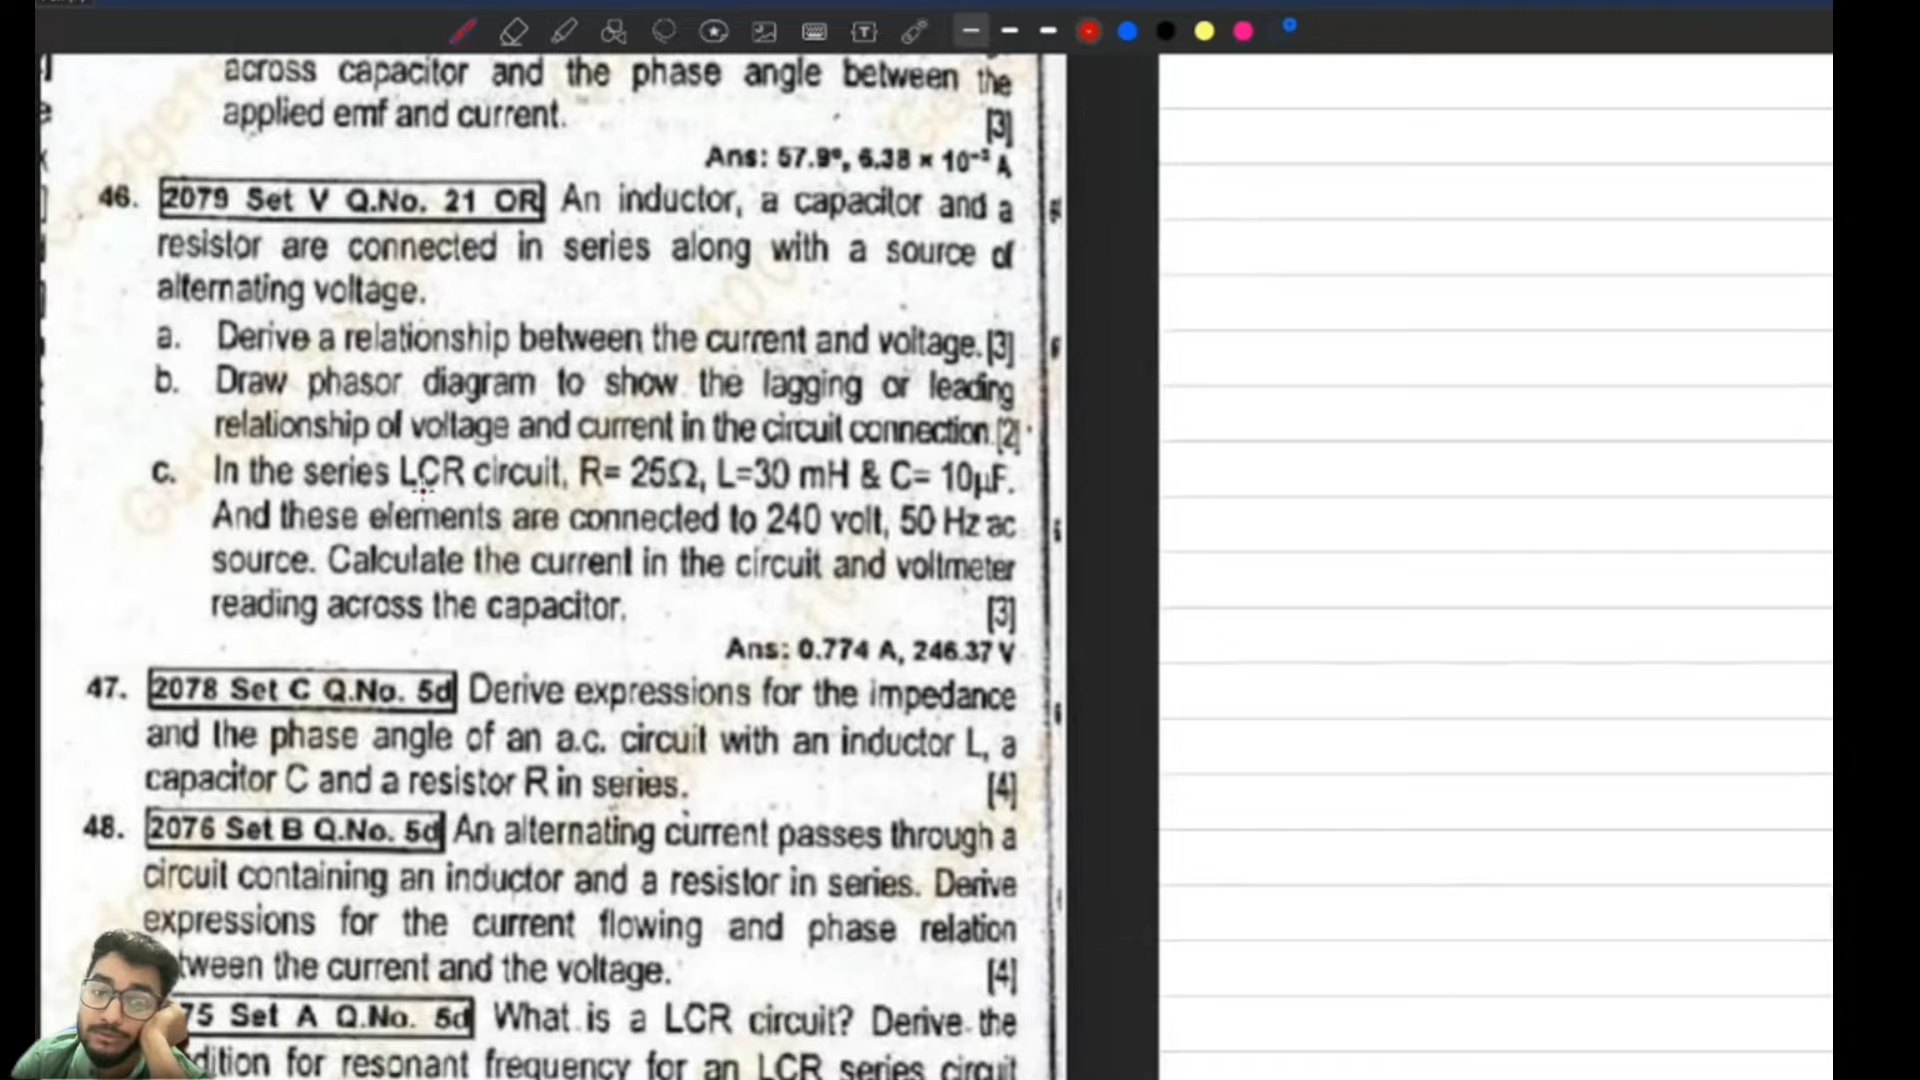 across capacitor and the phase angle between the
applied emf and current.
[3]
Ans: 57.9°, 6.38 × 10⁻² A
46. 2079 Set V Q.No. 21 OR An inductor, a capacitor and a
resistor are connected in series along with a source of
alternating voltage.
a. Derive a relationship between the current and voltage. [3]
b. Draw phasor diagram to show the lagging or leading
relationship of voltage and current in the circuit connection. [2]
c. In the series LCR circuit, R= 25Ω, L=30 mH & C= 10µF.
And these elements are connected to 240 volt, 50 Hz ac
source. Calculate the current in the circuit and voltmeter
reading across the capacitor. [3]
Ans: 0.774 A, 246.37 V
47. 2078 Set C Q.No. 5d Derive expressions for the impedance
and the phase angle of an a.c. circuit with an inductor L, a
capacitor C and a resistor R in series. [4]
48. 2076 Set B Q.No. 5d An alternating current passes through a
circuit containing an inductor and a resistor in series. Derive
expressions for the current flowing and phase relation
tween the current and the voltage. [4]
75 Set A Q.No. 5d What is a LCR circuit? Derive the
dition for resonant frequency for an LCR series circuit